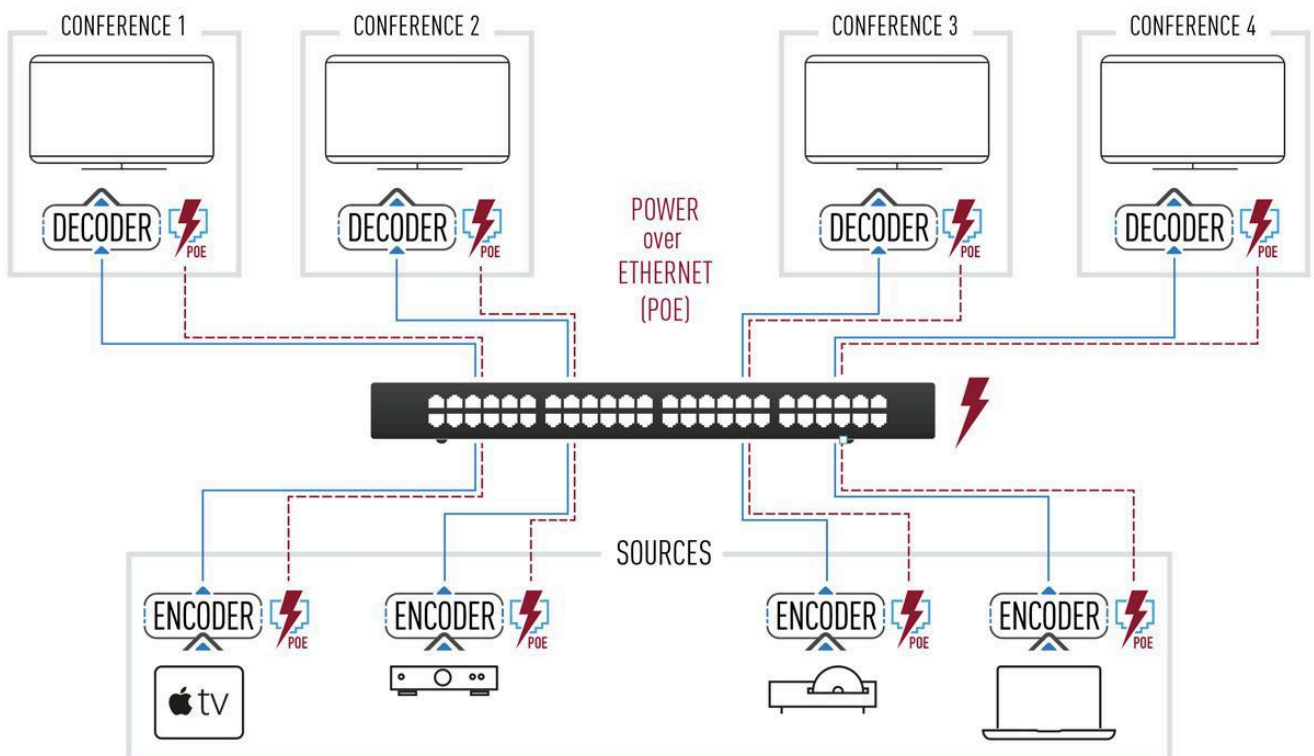 CONFERENCE 1
CONFERENCE 2
CONFERENCE 3
CONFERENCE 4
DECODER
POE
DECODER
POE
DECODER
POE
DECODER
POE
POWER
over
ETHERNET
(POE)
SOURCES
ENCODER
POE
ENCODER
POE
ENCODER
POE
ENCODER
POE
tv